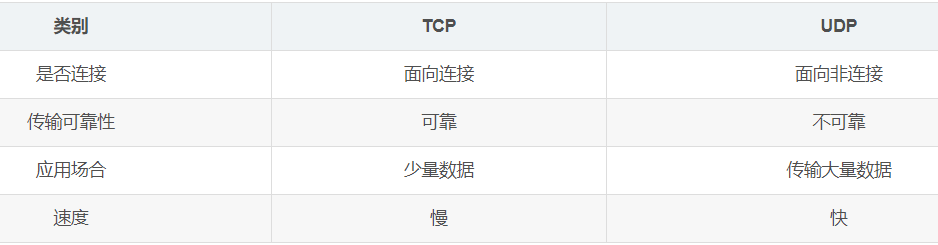 类别 TCP UDP
是否连接 面向连接 面向非连接
传输可靠性 可靠 不可靠
应用场合 少量数据 传输大量数据
速度 慢 快